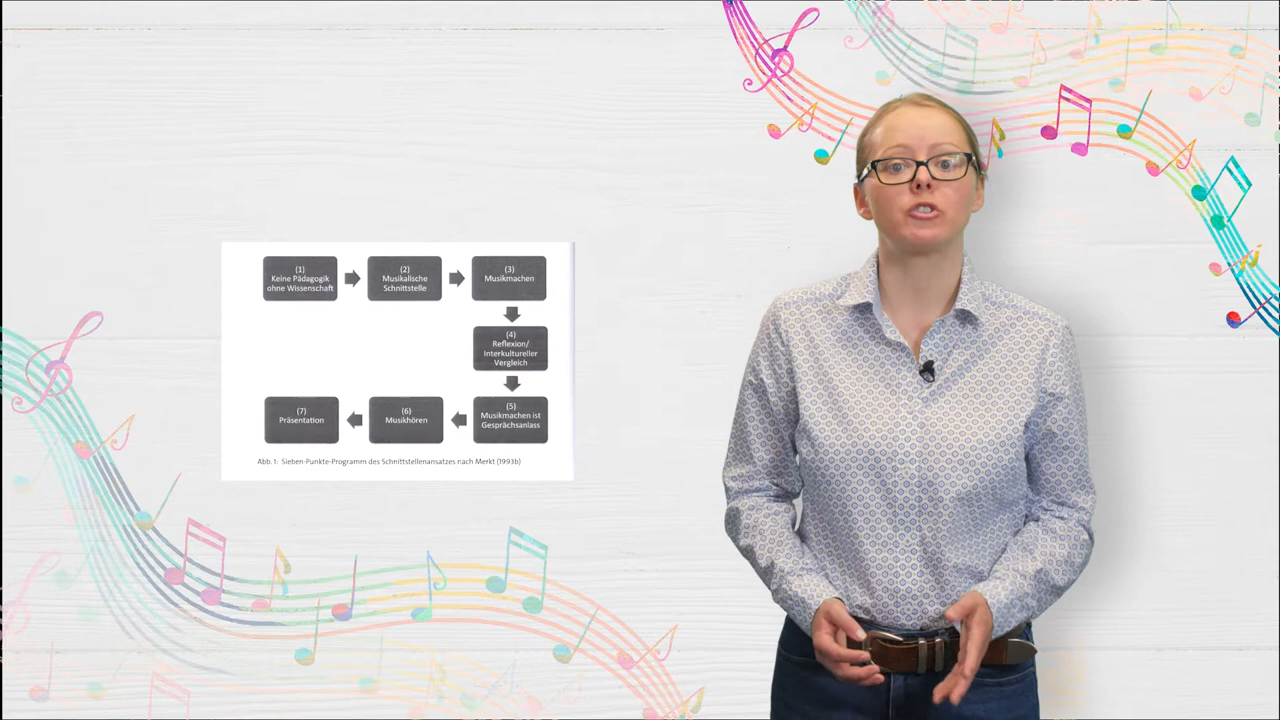 (1)
Keine Pädagogik
ohne Wissenschaft
(2)
Musikalische
Schnittstelle
(3)
Musikmachen
(4)
Reflexion/
Interkultureller
Vergleich
(5)
Musikmachen ist
Gesprächsanlass
(6)
Musikhören
(7)
Präsentation
Abb. 1: Sieben-Punkte-Programm des Schnittstellenansatzes nach Merkt (1993b)